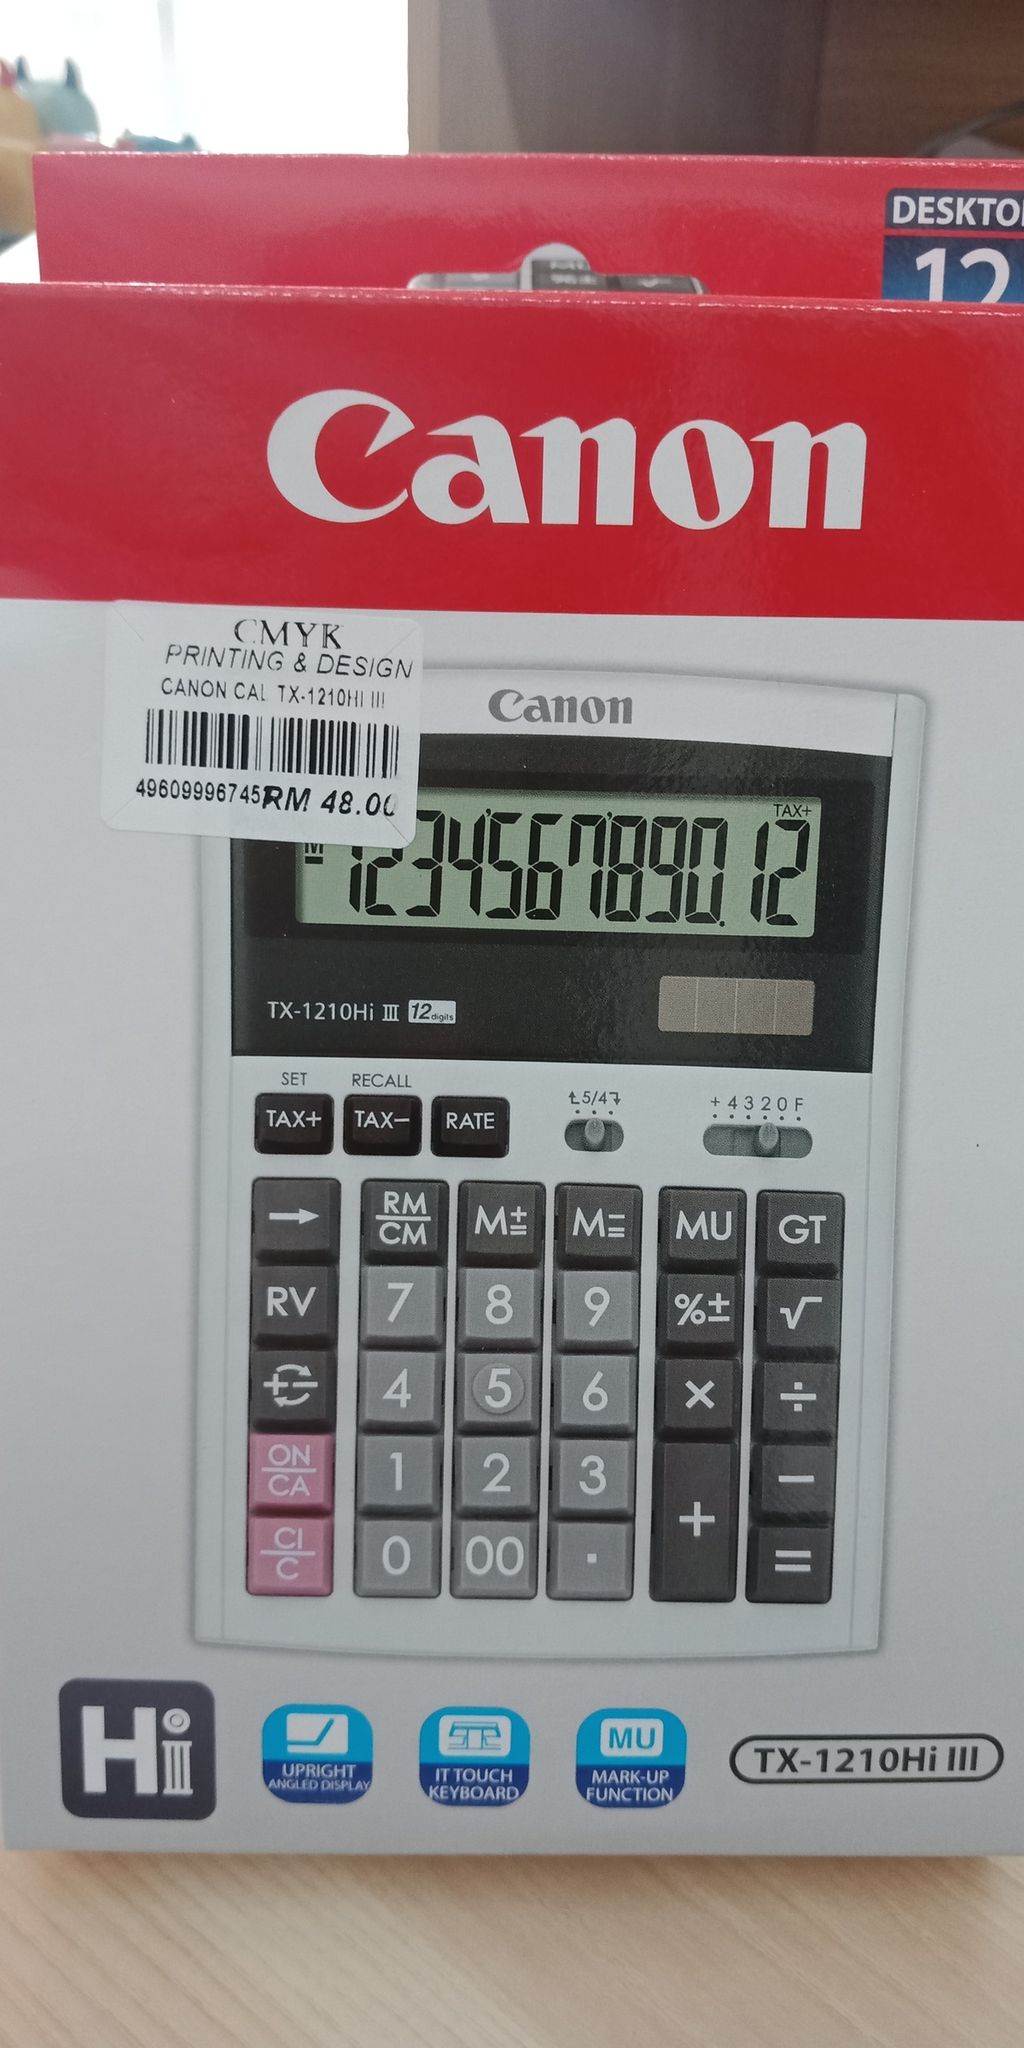 DESKTO
12
Canon
CMYK
PRINTING & DESIGN
CANON CAL TX-1210HI III
49609996745 RM 48.00
Canon
TAX+
M
1234567890.12
TX-1210Hi III 12 digits
SET RECALL
TAX+ TAX− RATE
5/4
+ 4 3 2 0 F
→ RM/CM M± M= MU GT
RV 7 8 9 %± √
+− 4 5 6 × ÷
ON/CA 1 2 3 + −
CI/C 0 00 . =
Hi
UPRIGHT
ANGLED DISPLAY
IT TOUCH
KEYBOARD
MU
MARK-UP
FUNCTION
TX-1210Hi III